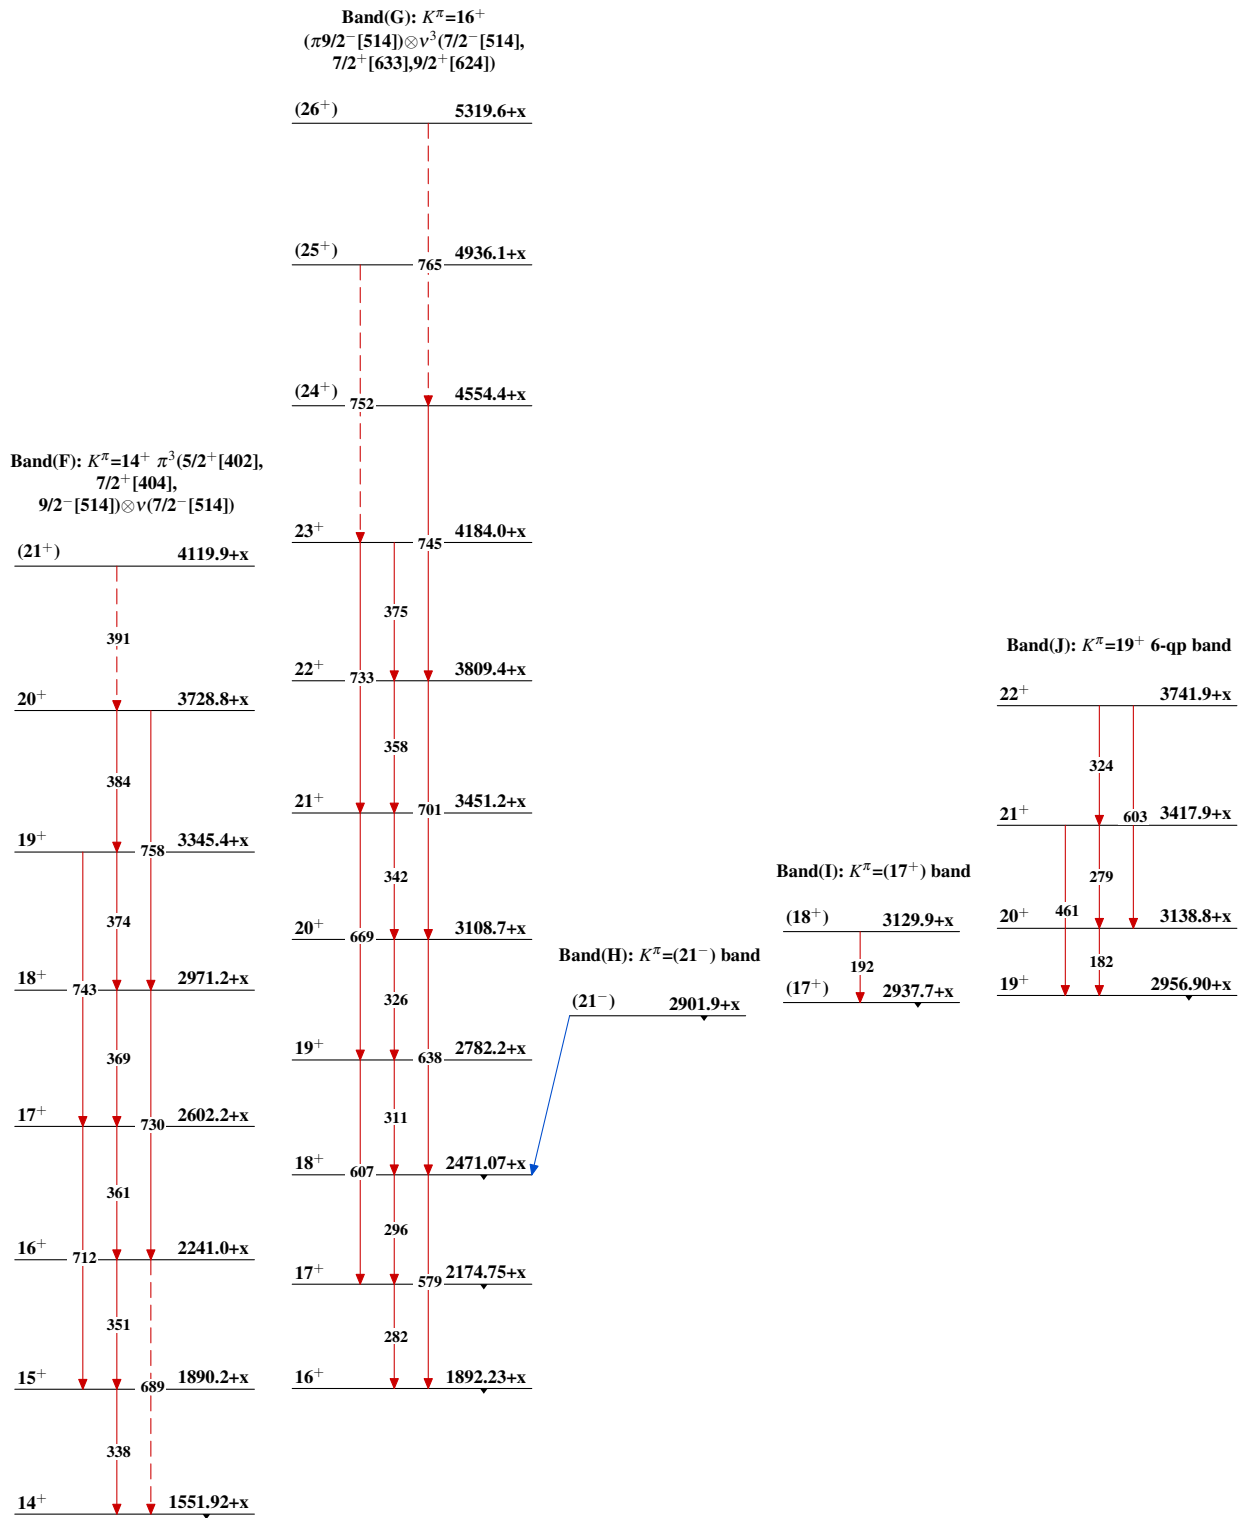 Band(G): K^π=16⁺
(π9/2⁻[514])⊗ν³(7/2⁻[514],
7/2⁺[633],9/2⁺[624])
(26⁺) 5319.6+x
(25⁺) 4936.1+x
765
(24⁺) 4554.4+x
752
23⁺ 4184.0+x
745
375
22⁺ 3809.4+x
733
358
21⁺ 3451.2+x
701
342
20⁺ 3108.7+x
669
326
19⁺ 2782.2+x
638
311
18⁺ 2471.07+x
607
296
17⁺ 2174.75+x
579
282
16⁺ 1892.23+x
Band(F): K^π=14⁺ π³(5/2⁺[402],
7/2⁺[404],
9/2⁻[514])⊗ν(7/2⁻[514])
(21⁺) 4119.9+x
391
20⁺ 3728.8+x
384
19⁺ 3345.4+x
758
374
18⁺ 2971.2+x
743
369
17⁺ 2602.2+x
730
361
16⁺ 2241.0+x
712
351
15⁺ 1890.2+x
689
338
14⁺ 1551.92+x
Band(H): K^π=(21⁻) band
(21⁻) 2901.9+x
Band(I): K^π=(17⁺) band
(18⁺) 3129.9+x
192
(17⁺) 2937.7+x
Band(J): K^π=19⁺ 6-qp band
22⁺ 3741.9+x
324
21⁺ 3417.9+x
603
279
461
20⁺ 3138.8+x
182
19⁺ 2956.90+x